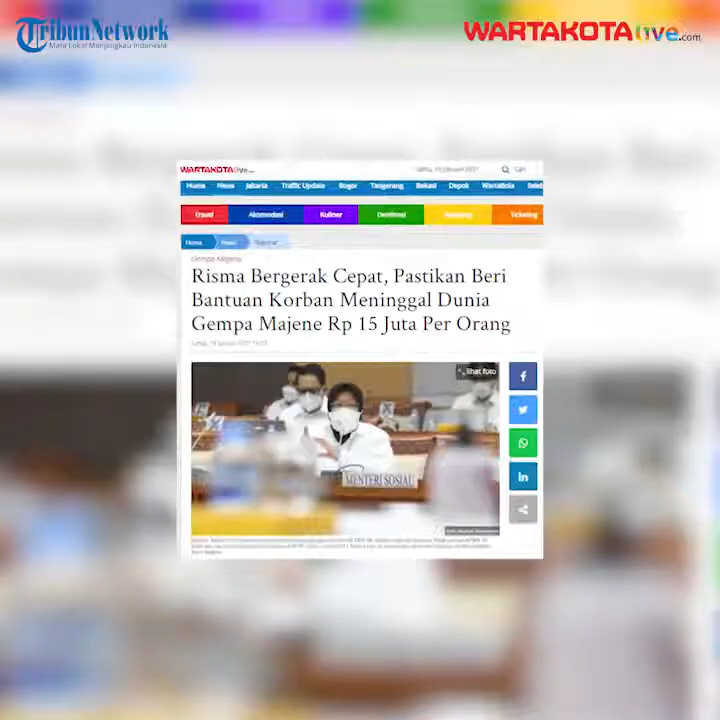 TribunNetwork
Mata Lokal Menjangkau Indonesia
WARTAKOTAlive.com
WARTAKOTAlive.com
Cari
Home News Jakarta Traffic Update Bogor Tangerang Bekasi Depok WartaBola Seleb
Travel Akomodasi Kuliner Destinasi Ticketing
Home News
Gempa Majene
Risma Bergerak Cepat, Pastikan Beri
Bantuan Korban Meninggal Dunia
Gempa Majene Rp 15 Juta Per Orang
lihat foto
MENTERI SOSIAL